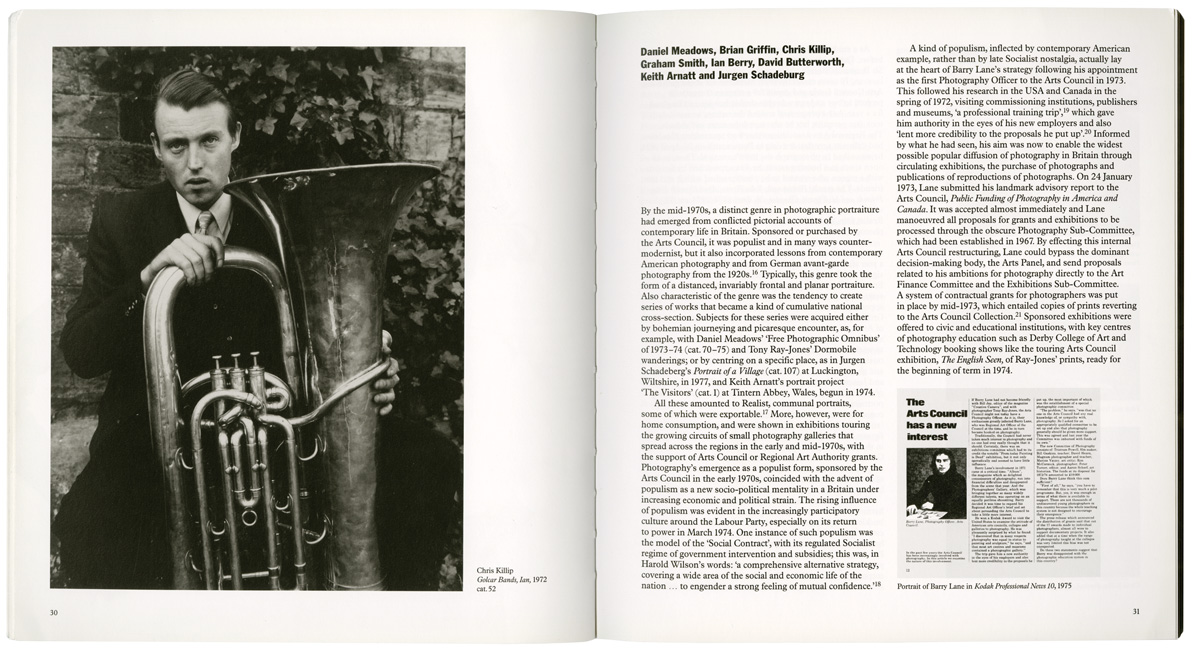 Chris Killip
Golcar Bands, Ian, 1972
cat. 52
30
Daniel Meadows, Brian Griffin, Chris Killip,
Graham Smith, Ian Berry, David Butterworth,
Keith Arnatt and Jurgen Schadeburg
By the mid-1970s, a distinct genre in photographic portraiture
had emerged from conflicted pictorial accounts of
contemporary life in Britain. Sponsored or purchased by
the Arts Council, it was populist and in many ways counter-
modernist, but it also incorporated lessons from contemporary
American photography and from German avant-garde
photography from the 1920s.16 Typically, this genre took the
form of a distanced, invariably frontal and planar portraiture.
Also characteristic of the genre was the tendency to create
series of works that became a kind of cumulative national
cross-section. Subjects for these series were acquired either
by bohemian journeying and picaresque encounter, as, for
example, with Daniel Meadows' 'Free Photographic Omnibus'
of 1973–74 (cat. 70–75) and Tony Ray-Jones' Dormobile
wanderings; or by centring on a specific place, as in Jurgen
Schadeberg's Portrait of a Village (cat. 107) at Luckington,
Wiltshire, in 1977, and Keith Arnatt's portrait project
'The Visitors' (cat. 1) at Tintern Abbey, Wales, begun in 1974.
All these amounted to Realist, communal portraits,
some of which were exportable.17 More, however, were for
home consumption, and were shown in exhibitions touring
the growing circuits of small photography galleries that
spread across the regions in the early and mid-1970s, with
the support of Arts Council or Regional Art Authority grants.
Photography's emergence as a populist form, sponsored by the
Arts Council in the early 1970s, coincided with the advent of
populism as a new socio-political mentality in a Britain under
increasing economic and political strain. The rising influence
of populism was evident in the increasingly participatory
culture around the Labour Party, especially on its return
to power in March 1974. One instance of such populism was
the model of the 'Social Contract', with its regulated Socialist
regime of government intervention and subsidies; this was, in
Harold Wilson's words: 'a comprehensive alternative strategy,
covering a wide area of the social and economic life of the
nation … to engender a strong feeling of mutual confidence.'18
A kind of populism, inflected by contemporary American
example, rather than by late Socialist nostalgia, actually lay
at the heart of Barry Lane's strategy following his appointment
as the first Photography Officer to the Arts Council in 1973.
This followed his research in the USA and Canada in the
spring of 1972, visiting commissioning institutions, publishers
and museums, 'a professional training trip',19 which gave
him authority in the eyes of his new employers and also
'lent more credibility to the proposals he put up'.20 Informed
by what he had seen, his aim was now to enable the widest
possible popular diffusion of photography in Britain through
circulating exhibitions, the purchase of photographs and
publications of reproductions of photographs. On 24 January
1973, Lane submitted his landmark advisory report to the
Arts Council, Public Funding of Photography in America and
Canada. It was accepted almost immediately and Lane
manoeuvred all proposals for grants and exhibitions to be
processed through the obscure Photography Sub-Committee,
which had been established in 1967. By effecting this internal
Arts Council restructuring, Lane could bypass the dominant
decision-making body, the Arts Panel, and send proposals
related to his ambitions for photography directly to the Art
Finance Committee and the Exhibitions Sub-Committee.
A system of contractual grants for photographers was put
in place by mid-1973, which entailed copies of prints reverting
to the Arts Council Collection.21 Sponsored exhibitions were
offered to civic and educational institutions, with key centres
of photography education such as Derby College of Art and
Technology booking shows like the touring Arts Council
exhibition, The English Seen, of Ray-Jones' prints, ready for
the beginning of term in 1974.
The
Arts Council
has a new
interest
Portrait of Barry Lane in Kodak Professional News 10, 1975
31